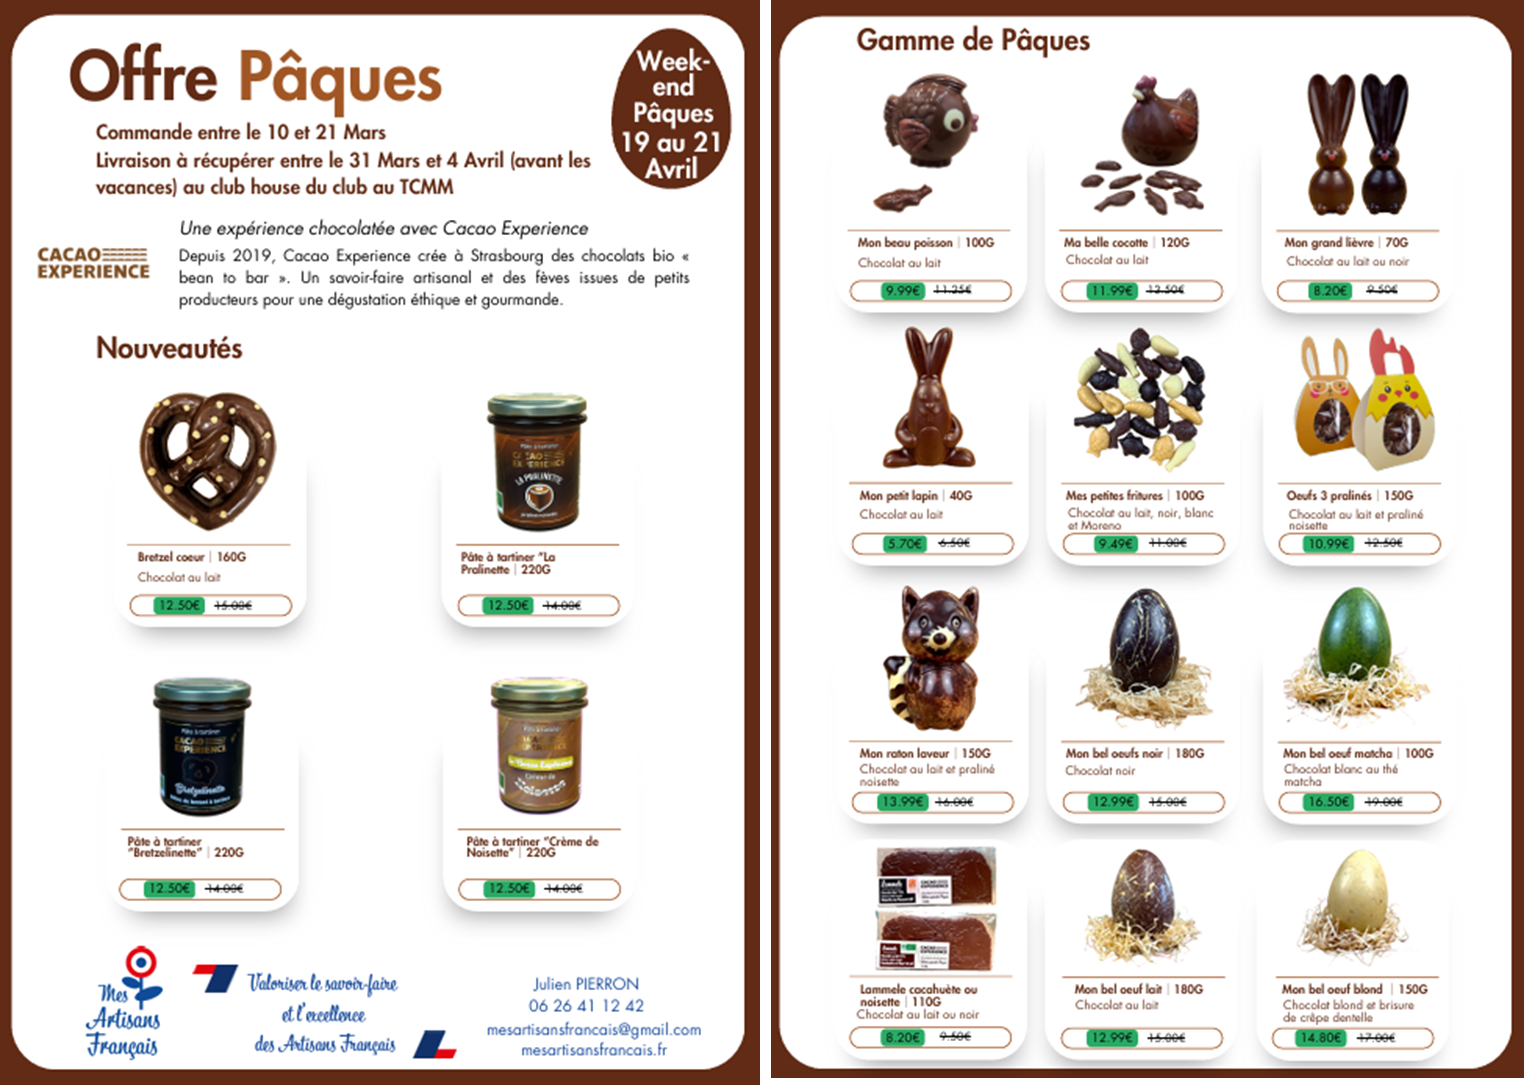 Offre Pâques
Week-
end
Pâques
19 au 21
Avril
Commande entre le 10 et 21 Mars
Livraison à récupérer entre le 31 Mars et 4 Avril (avant les
vacances) au club house du club au TCMM
Une expérience chocolatée avec Cacao Experience
CACAO
EXPERIENCE
Depuis 2019, Cacao Experience crée à Strasbourg des chocolats bio «
bean to bar ». Un savoir-faire artisanal et des fèves issues de petits
producteurs pour une dégustation éthique et gourmande.
Nouveautés
CACAO
EXPERIENCE
LA PRALINETTE
Bretzel coeur | 160G
Chocolat au lait
12.50€ 15.00€
Pâte à tartiner "La
Pralinette | 220G
12.50€ 14.00€
Pâte à tartiner
CACAO
EXPERIENCE
Bretzelinette
Noisette
Pâte à tartiner
"Bretzelinette" | 220G
12.50€ 14.00€
Pâte à tartiner "Crème de
Noisette" | 220G
12.50€ 14.00€
Mes
Artisans
Français
Valoriser le savoir-faire
et l'excellence
des Artisans Français
Julien PIERRON
06 26 41 12 42
mesartisansfrancais@gmail.com
mesartisansfrancais.fr
Gamme de Pâques
Mon beau poisson | 100G
Chocolat au lait
9.99€ 11.25€
Ma belle cocotte | 120G
Chocolat au lait
11.99€ 13.50€
Mon grand lièvre | 70G
Chocolat au lait ou noir
8.20€ 9.50€
Mon petit lapin | 40G
Chocolat au lait
5.70€ 6.50€
Mes petites fritures | 100G
Chocolat au lait, noir, blanc
et Moreno
9.49€ 11.00€
Oeufs 3 pralinés | 150G
Chocolat au lait et praliné
noisette
10.99€ 12.50€
Mon raton laveur | 150G
Chocolat au lait et praliné
noisette
13.99€ 16.00€
Mon bel oeufs noir | 180G
Chocolat noir
12.99€ 15.00€
Mon bel oeuf matcha | 100G
Chocolat blanc au thé
matcha
16.50€ 19.00€
CACAO
EXPERIENCE
CACAO
EXPERIENCE
Lammele cacahuète ou
noisette | 110G
Chocolat au lait ou noir
8.20€ 9.50€
Mon bel oeuf lait | 180G
Chocolat au lait
12.99€ 15.00€
Mon bel oeuf blond | 150G
Chocolat blond et brisure
de crêpe dentelle
14.80€ 17.00€